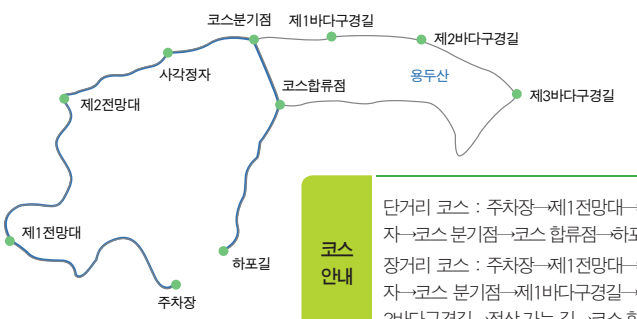 코스분기점
제1바다구경길
제2바다구경길
사각정자
코스합류점
용두산
제2전망대
제3바다구경길
제1전망대
하포길
주차장
코스
안내
단거리 코스 : 주차장→제1전망대→
자→코스 분기점→코스 합류점→하포
장거리 코스 : 주차장→제1전망대→
자→코스 분기점→제1바다구경길→